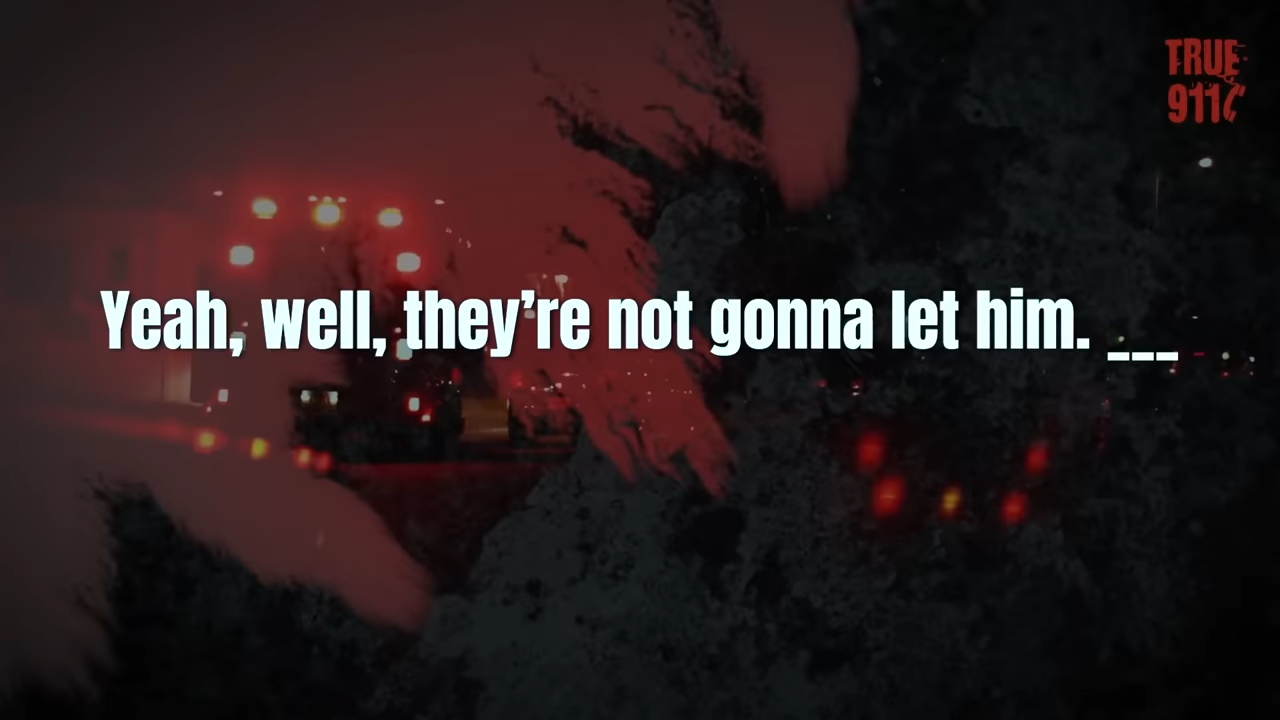 TRUE
911
Yeah, well, they’re not gonna let him. ___